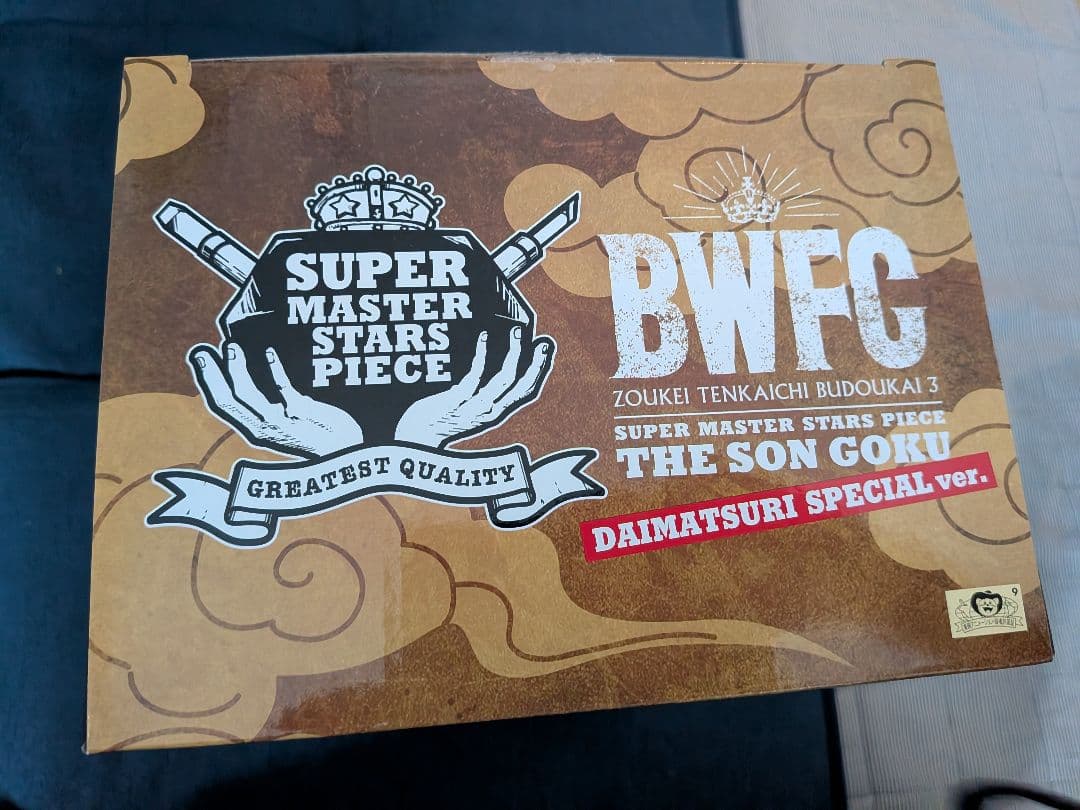 SUPER
MASTER
STARS
PIECE
GREATEST QUALITY
BWFC
ZOUKEI TENKAICHI BUDOUKAI 3
SUPER MASTER STARS PIECE
THE SON GOKU
DAIMATSURI SPECIAL ver.
9